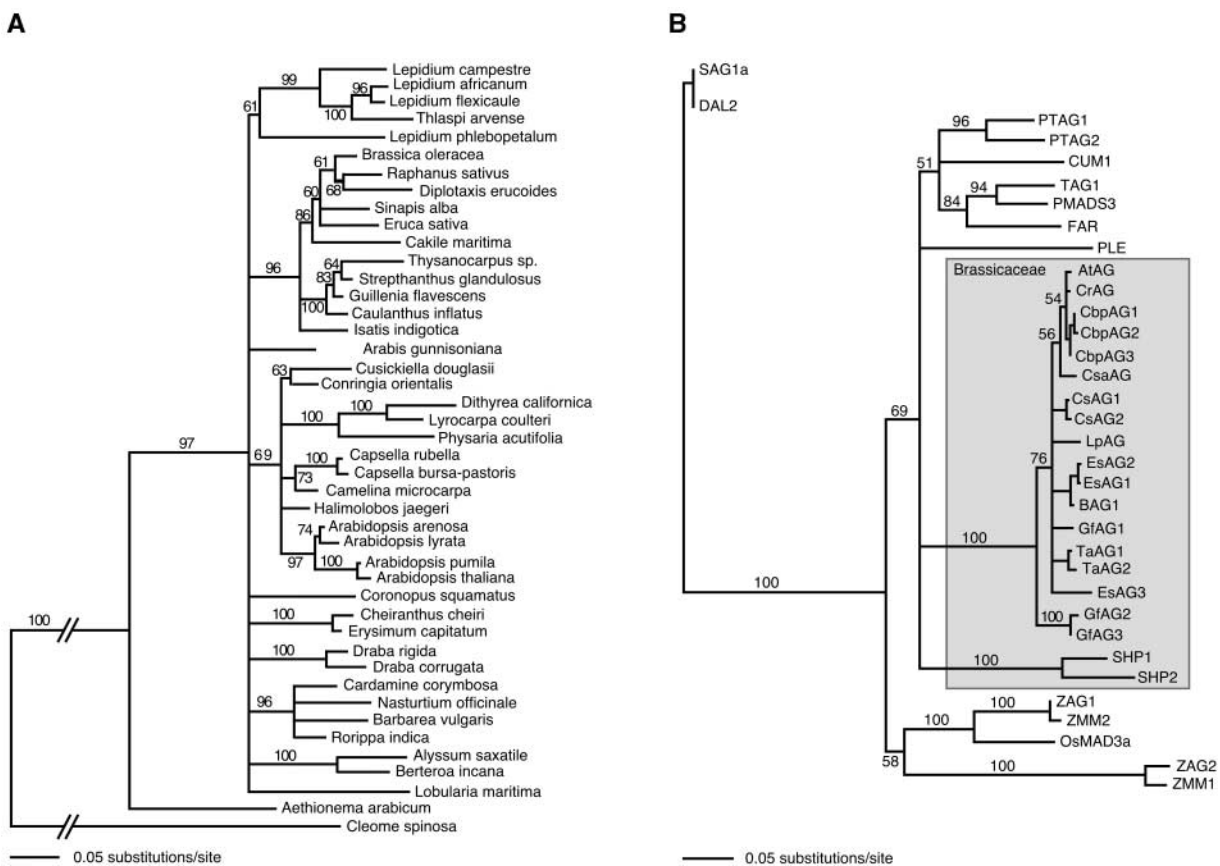 A
99
Lepidium campestre
96
Lepidium africanum
61
Lepidium flexicaule
100
Thlaspi arvense
Lepidium phlebopetalum
61
Brassica oleracea
Raphanus sativus
60
68
Diplotaxis erucoides
86
Sinapis alba
Eruca sativa
Cakile maritima
96
64
Thysanocarpus sp.
83
Strepthanthus glandulosus
Guillenia flavescens
100
Caulanthus inflatus
Isatis indigotica
Arabis gunnisoniana
63
Cusickiella douglasii
Conringia orientalis
100
Dithyrea californica
100
Lyrocarpa coulteri
Physaria acutifolia
97
69
100
Capsella rubella
Capsella bursa-pastoris
73
Camelina microcarpa
Halimolobos jaegeri
74
Arabidopsis arenosa
Arabidopsis lyrata
97
100
Arabidopsis pumila
Arabidopsis thaliana
Coronopus squamatus
100
100
Cheiranthus cheiri
Erysimum capitatum
100
Draba rigida
Draba corrugata
96
Cardamine corymbosa
Nasturtium officinale
Barbarea vulgaris
Rorippa indica
100
Alyssum saxatile
Berteroa incana
Lobularia maritima
Aethionema arabicum
Cleome spinosa
0.05 substitutions/site
B
SAG1a
DAL2
96
PTAG1
PTAG2
51
CUM1
94
TAG1
84
PMADS3
FAR
PLE
Brassicaceae
AtAG
54
CrAG
CbpAG1
56
CbpAG2
CbpAG3
CsaAG
69
CsAG1
CsAG2
LpAG
76
EsAG2
EsAG1
BAG1
GfAG1
100
TaAG1
TaAG2
EsAG3
100
100
GfAG2
GfAG3
100
SHP1
SHP2
100
ZAG1
100
ZMM2
OsMAD3a
58
100
ZAG2
ZMM1
0.05 substitutions/site